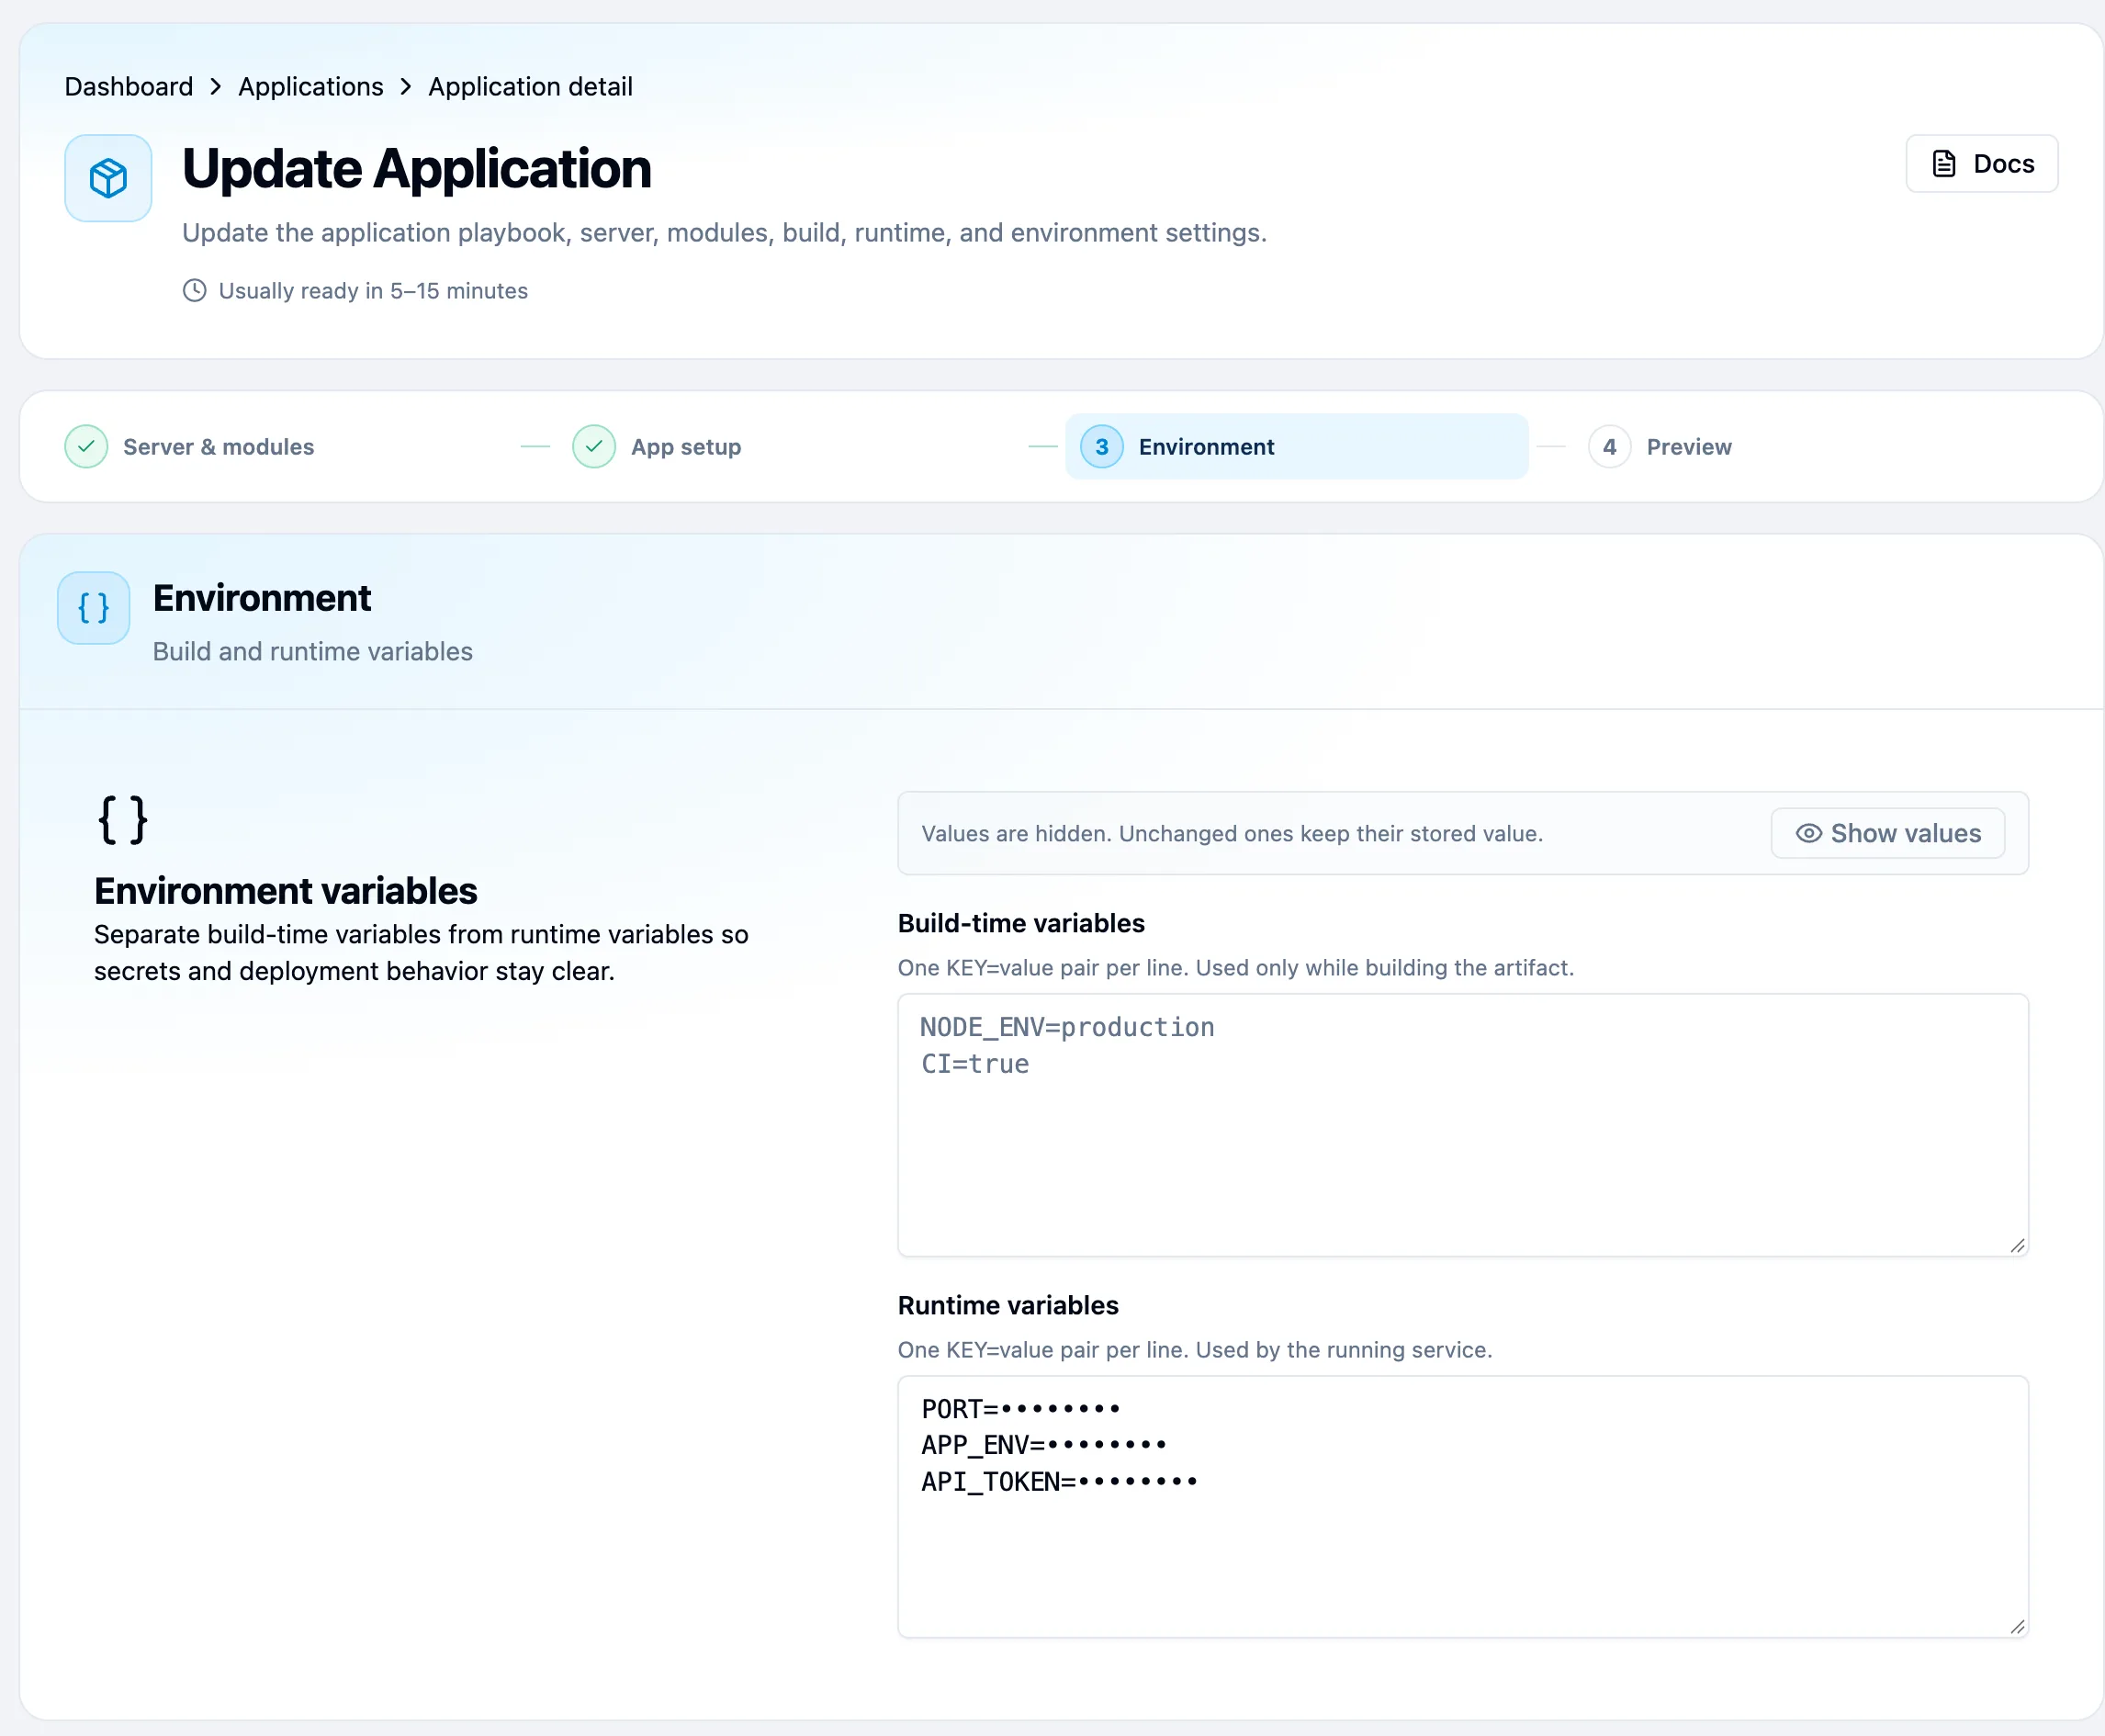 Dashboard > Applications > Application detail
Update Application
Docs
Update the application playbook, server, modules, build, runtime, and environment settings.
Usually ready in 5–15 minutes
Server & modules
App setup
3 Environment
4 Preview
{ } Environment
Build and runtime variables
{ }
Environment variables
Separate build-time variables from runtime variables so
secrets and deployment behavior stay clear.
Values are hidden. Unchanged ones keep their stored value.
Show values
Build-time variables
One KEY=value pair per line. Used only while building the artifact.
NODE_ENV=production
CI=true
Runtime variables
One KEY=value pair per line. Used by the running service.
PORT=••••••••
APP_ENV=••••••••
API_TOKEN=••••••••